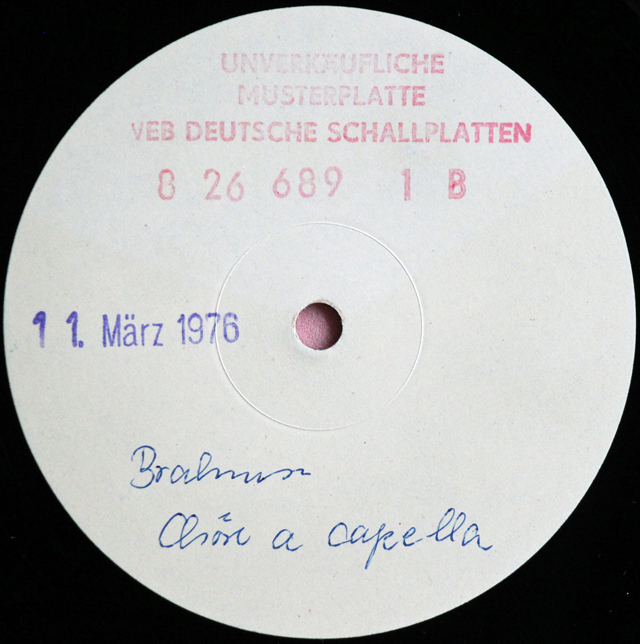 UNVERKÄUFLICHE
MUSTERPLATTE
VEB DEUTSCHE SCHALLPLATTEN
8 26 689 1 B
11. März 1976
Brahms
Chöre a capella